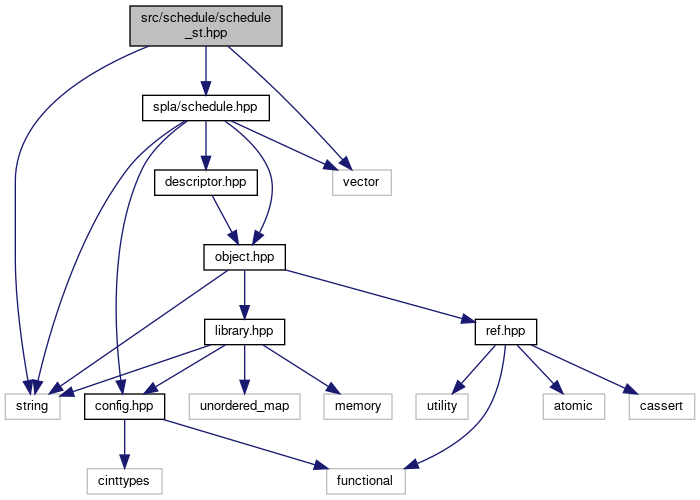 src/schedule/schedule
_st.hpp
spla/schedule.hpp
descriptor.hpp
vector
object.hpp
library.hpp
ref.hpp
string
config.hpp
unordered_map
memory
utility
atomic
cassert
cinttypes
functional